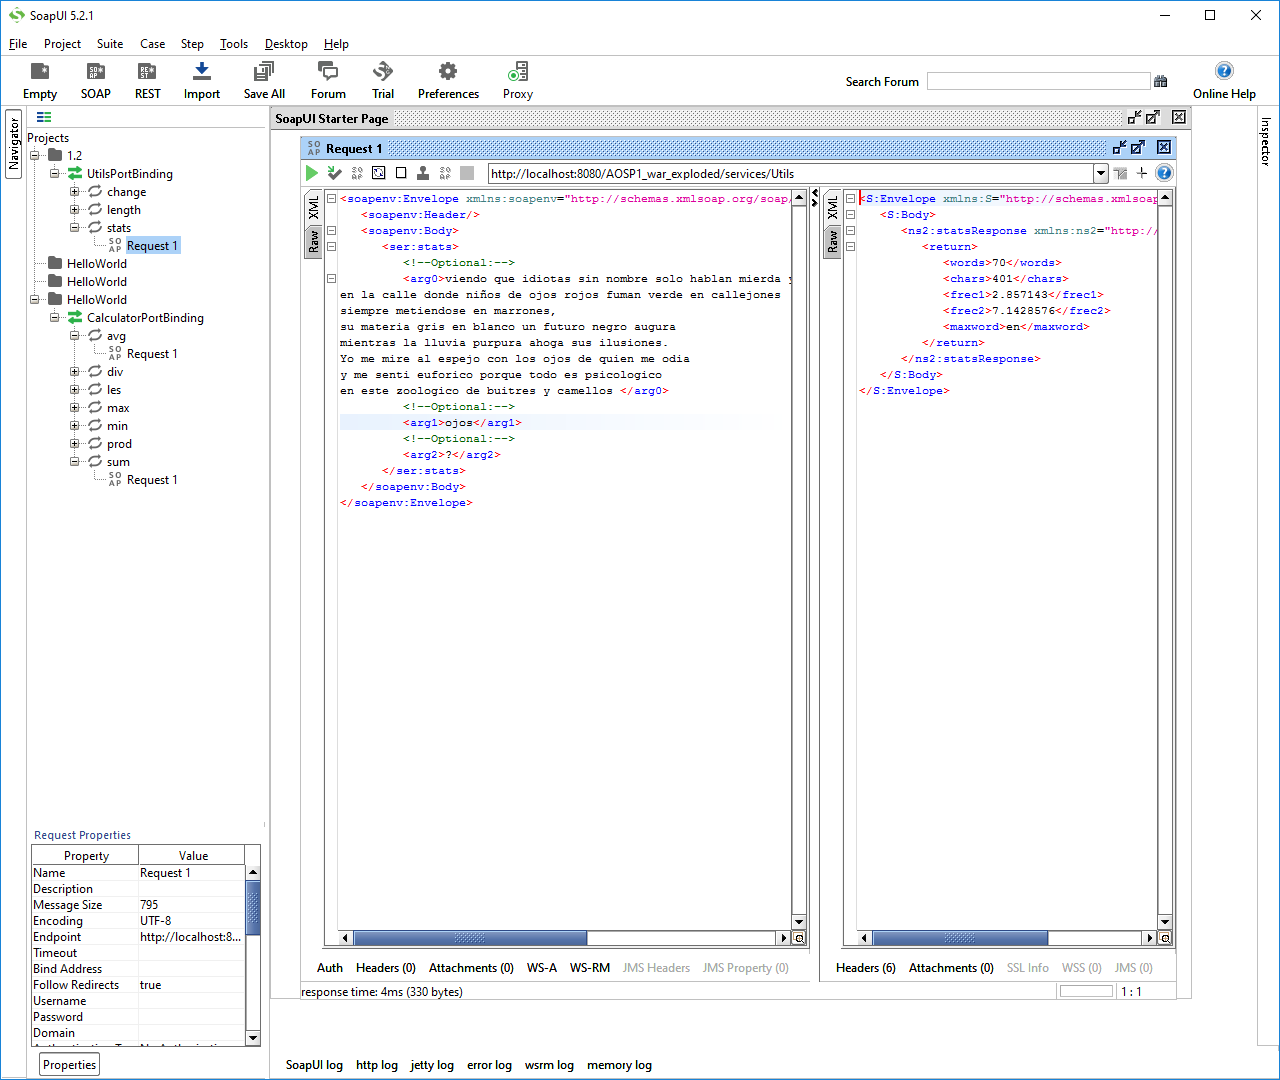 SoapUI 5.2.1
File Project Suite Case Step Tools Desktop Help
Empty SOAP REST Import Save All Forum Trial Preferences Proxy
Search Forum
Online Help
Navigator
Projects
1.2
UtilsPortBinding
change
length
stats
SO AP Request 1
HelloWorld
HelloWorld
HelloWorld
CalculatorPortBinding
avg
SO AP Request 1
div
les
max
min
prod
sum
SO AP Request 1
Request Properties
Property Value
Name Request 1
Description
Message Size 795
Encoding UTF-8
Endpoint http://localhost:8...
Timeout
Bind Address
Follow Redirects true
Username
Password
Domain
Properties
SoapUI Starter Page
SO AP Request 1
http://localhost:8080/AOSP1_war_exploded/services/Utils
XML
Raw
<soapenv:Envelope xmlns:soapenv="http://schemas.xmlsoap.org/soap/
<soapenv:Header/>
<soapenv:Body>
<ser:stats>
<!--Optional:-->
<arg0>viendo que idiotas sin nombre solo hablan mierda y
en la calle donde niños de ojos rojos fuman verde en callejones
siempre metiendose en marrones,
su materia gris en blanco un futuro negro augura
mientras la lluvia purpura ahoga sus ilusiones.
Yo me mire al espejo con los ojos de quien me odia
y me senti euforico porque todo es psicologico
en este zoologico de buitres y camellos </arg0>
<!--Optional:-->
<arg1>ojos</arg1>
<!--Optional:-->
<arg2>?</arg2>
</ser:stats>
</soapenv:Body>
</soapenv:Envelope>
XML
Raw
<S:Envelope xmlns:S="http://schemas.xmlsoap
<S:Body>
<ns2:statsResponse xmlns:ns2="http:/
<return>
<words>70</words>
<chars>401</chars>
<frec1>2.857143</frec1>
<frec2>7.1428576</frec2>
<maxword>en</maxword>
</return>
</ns2:statsResponse>
</S:Body>
</S:Envelope>
Auth Headers (0) Attachments (0) WS-A WS-RM JMS Headers JMS Property (0)
Headers (6) Attachments (0) SSL Info WSS (0) JMS (0)
response time: 4ms (330 bytes)
1 : 1
SoapUI log http log jetty log error log wsrm log memory log
Inspector